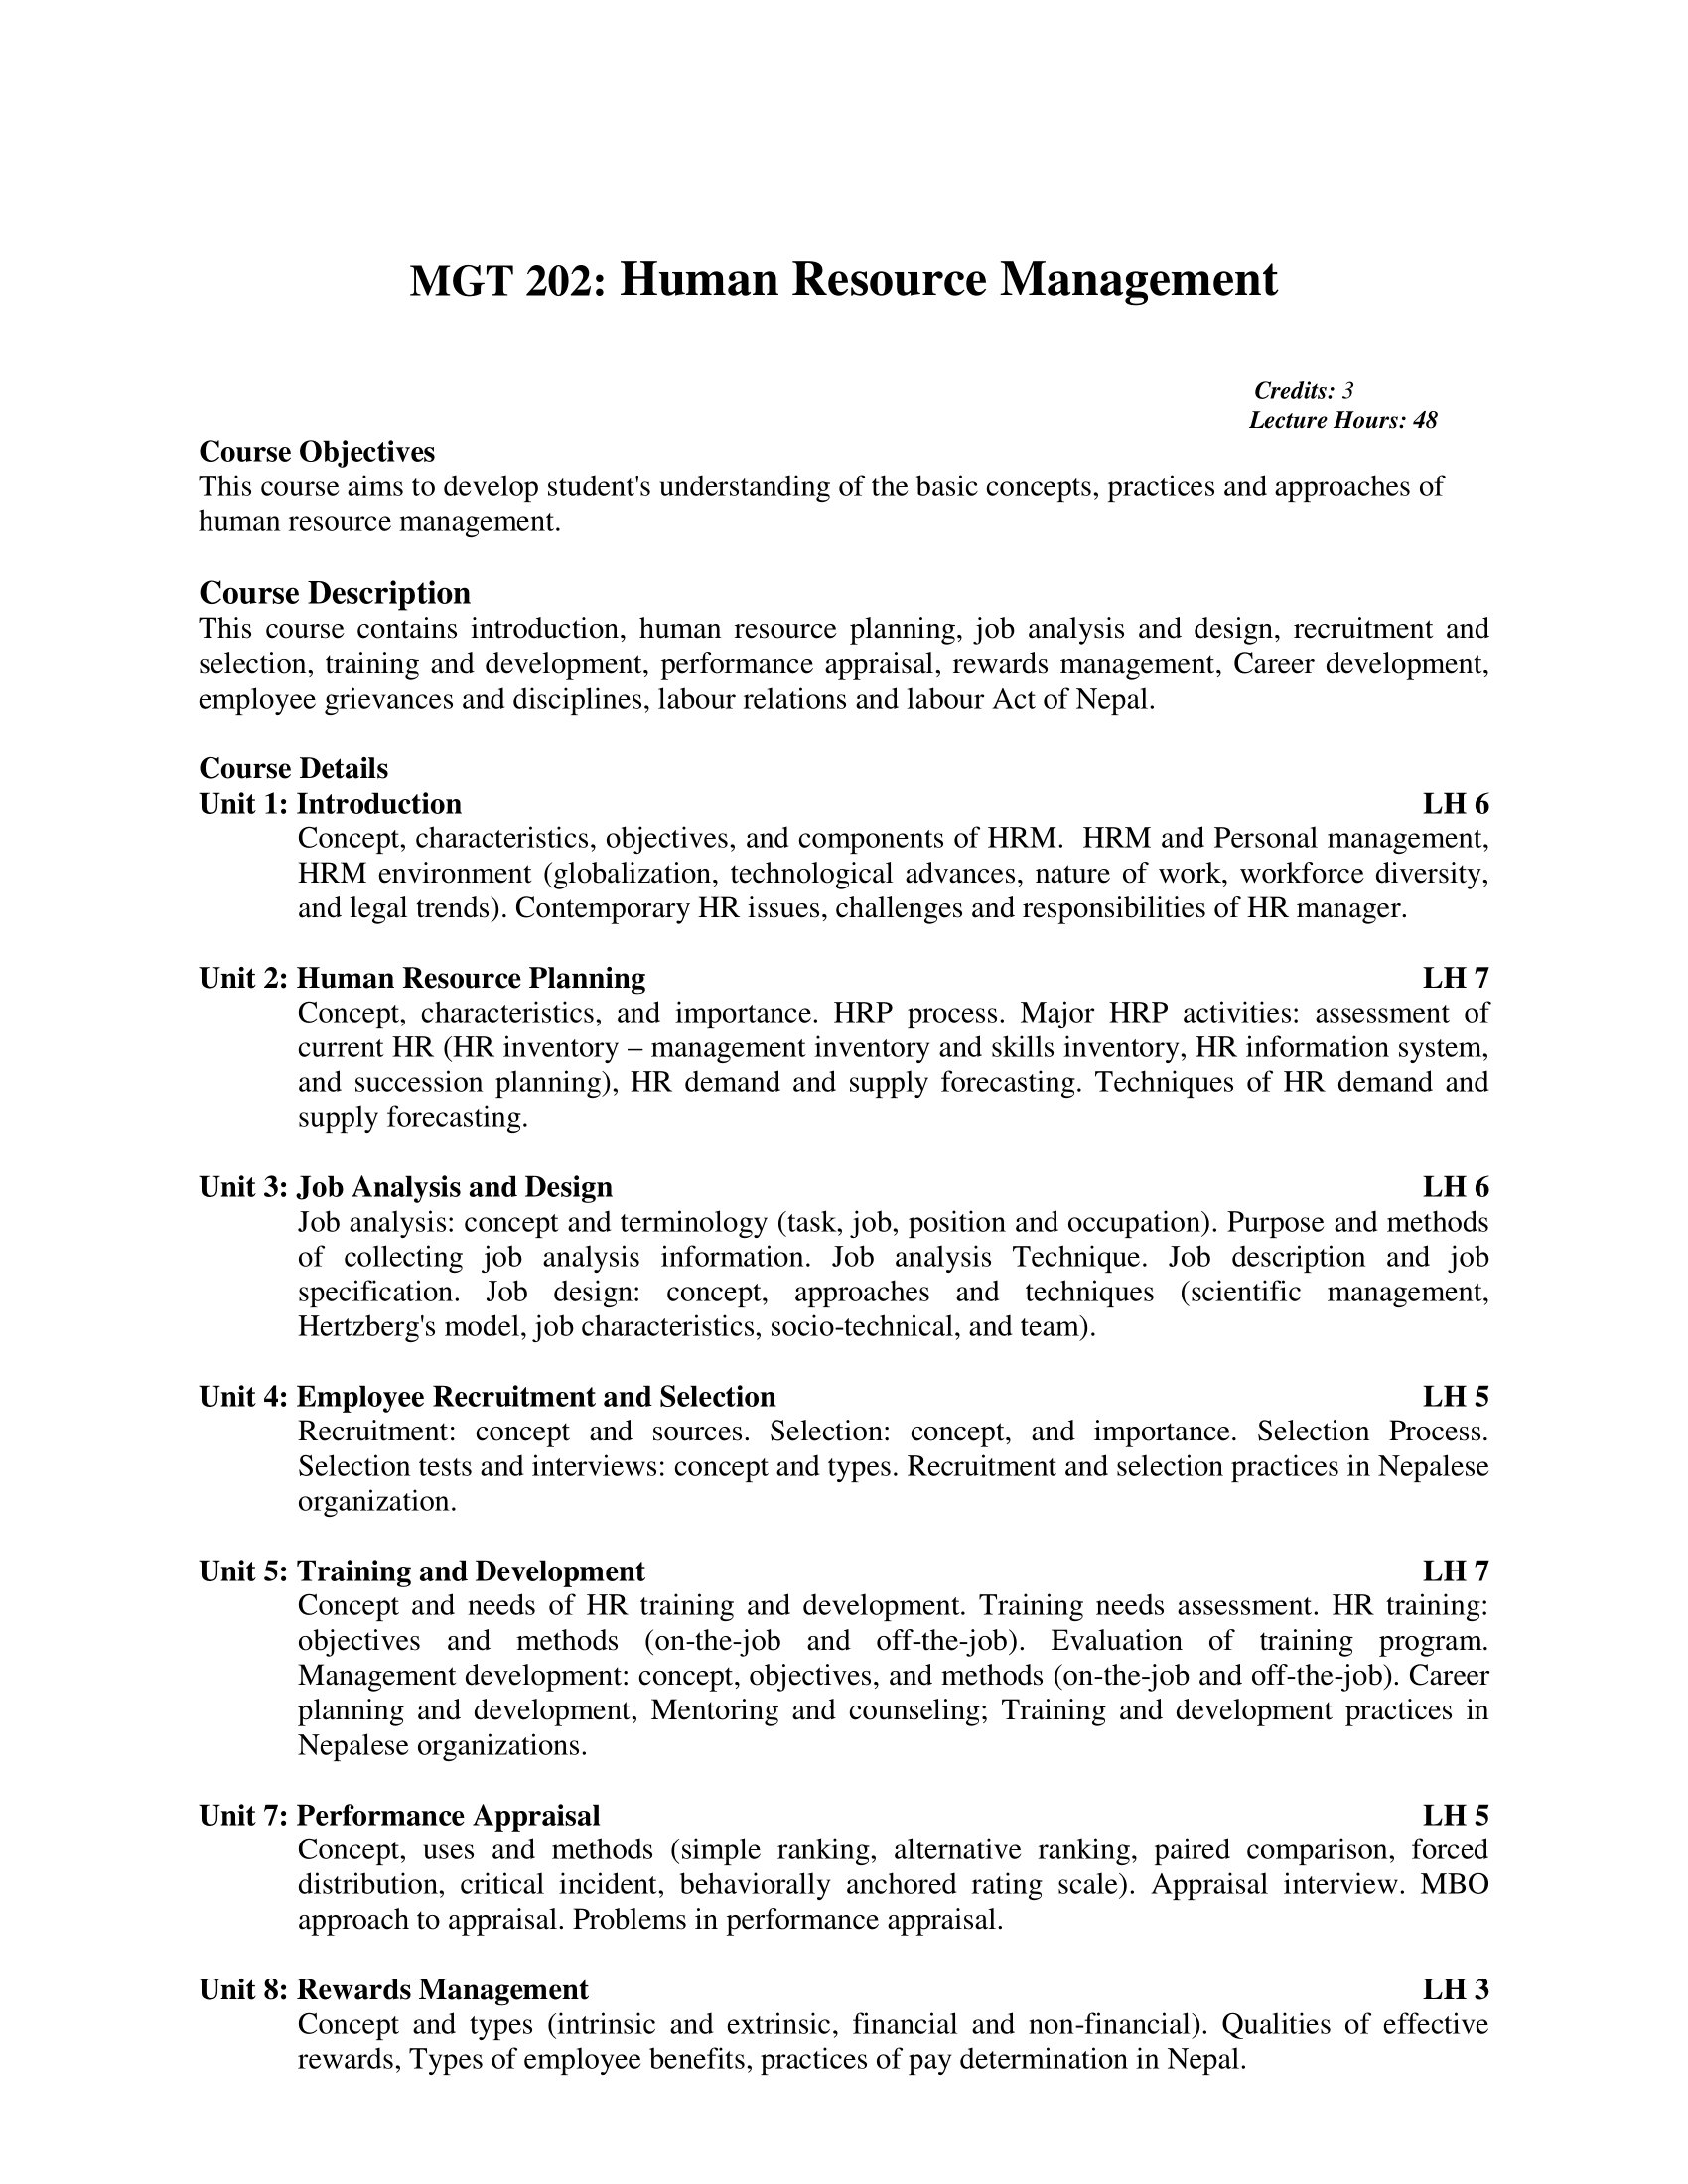 MGT 202: Human Resource Management
Credits: 3
Lecture Hours: 48
Course Objectives
This course aims to develop student's understanding of the basic concepts, practices and approaches of
human resource management.
Course Description
This course contains introduction, human resource planning, job analysis and design, recruitment and
selection, training and development, performance appraisal, rewards management, Career development,
employee grievances and disciplines, labour relations and labour Act of Nepal.
Course Details
Unit 1: Introduction LH 6
Concept, characteristics, objectives, and components of HRM. HRM and Personal management,
HRM environment (globalization, technological advances, nature of work, workforce diversity,
and legal trends). Contemporary HR issues, challenges and responsibilities of HR manager.
Unit 2: Human Resource Planning LH 7
Concept, characteristics, and importance. HRP process. Major HRP activities: assessment of
current HR (HR inventory – management inventory and skills inventory, HR information system,
and succession planning), HR demand and supply forecasting. Techniques of HR demand and
supply forecasting.
Unit 3: Job Analysis and Design LH 6
Job analysis: concept and terminology (task, job, position and occupation). Purpose and methods
of collecting job analysis information. Job analysis Technique. Job description and job
specification. Job design: concept, approaches and techniques (scientific management,
Hertzberg's model, job characteristics, socio-technical, and team).
Unit 4: Employee Recruitment and Selection LH 5
Recruitment: concept and sources. Selection: concept, and importance. Selection Process.
Selection tests and interviews: concept and types. Recruitment and selection practices in Nepalese
organization.
Unit 5: Training and Development LH 7
Concept and needs of HR training and development. Training needs assessment. HR training:
objectives and methods (on-the-job and off-the-job). Evaluation of training program.
Management development: concept, objectives, and methods (on-the-job and off-the-job). Career
planning and development, Mentoring and counseling; Training and development practices in
Nepalese organizations.
Unit 7: Performance Appraisal LH 5
Concept, uses and methods (simple ranking, alternative ranking, paired comparison, forced
distribution, critical incident, behaviorally anchored rating scale). Appraisal interview. MBO
approach to appraisal. Problems in performance appraisal.
Unit 8: Rewards Management LH 3
Concept and types (intrinsic and extrinsic, financial and non-financial). Qualities of effective
rewards, Types of employee benefits, practices of pay determination in Nepal.